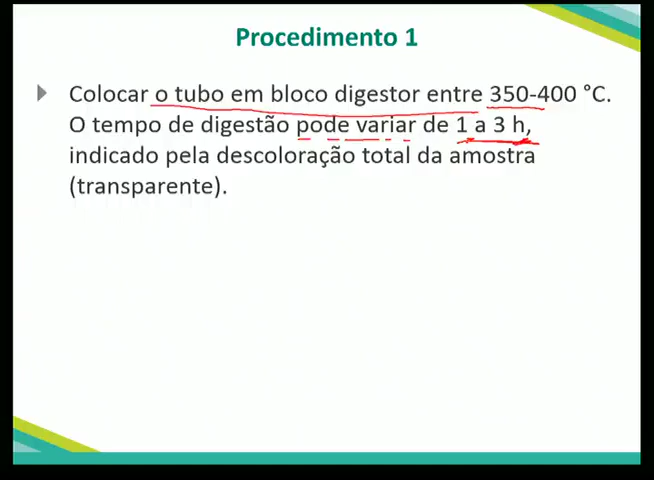 Procedimento 1
Colocar o tubo em bloco digestor entre 350-400 °C.
O tempo de digestão pode variar de 1 a 3 h,
indicado pela descoloração total da amostra
(transparente).